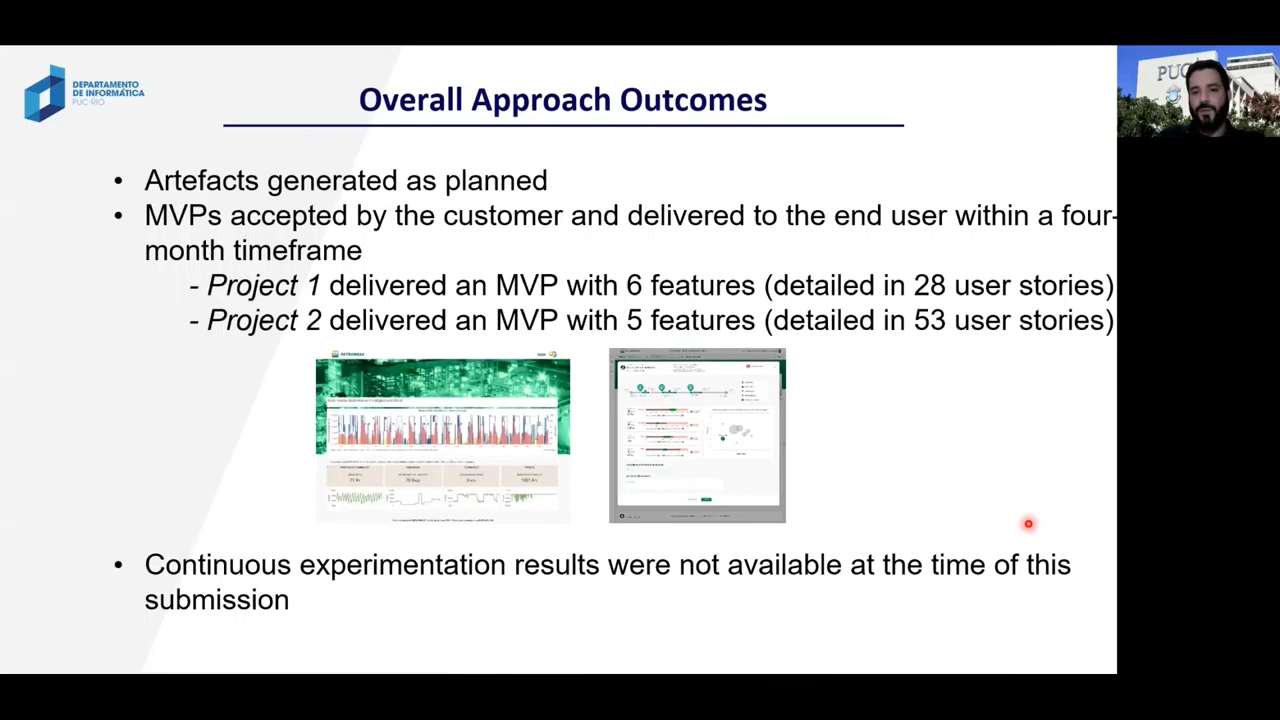 DEPARTAMENTO
DE INFORMÁTICA
PUC RIO
PUC
Overall Approach Outcomes
• Artefacts generated as planned
• MVPs accepted by the customer and delivered to the end user within a four-
month timeframe
- Project 1 delivered an MVP with 6 features (detailed in 28 user stories)
- Project 2 delivered an MVP with 5 features (detailed in 53 user stories)
PETROBRAS
• Continuous experimentation results were not available at the time of this
submission